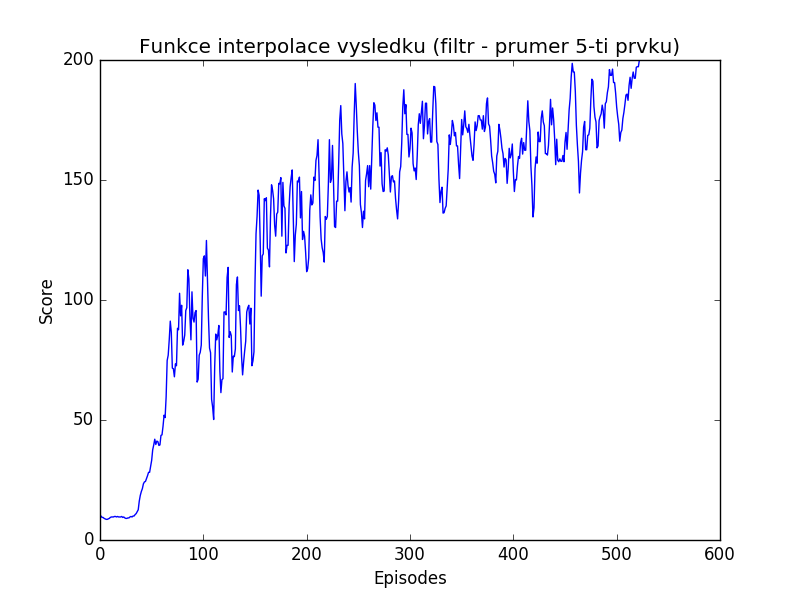 Funkce interpolace vysledku (filtr - prumer 5-ti prvku)
200
150
100
50
0
Score
0 100 200 300 400 500 600
Episodes